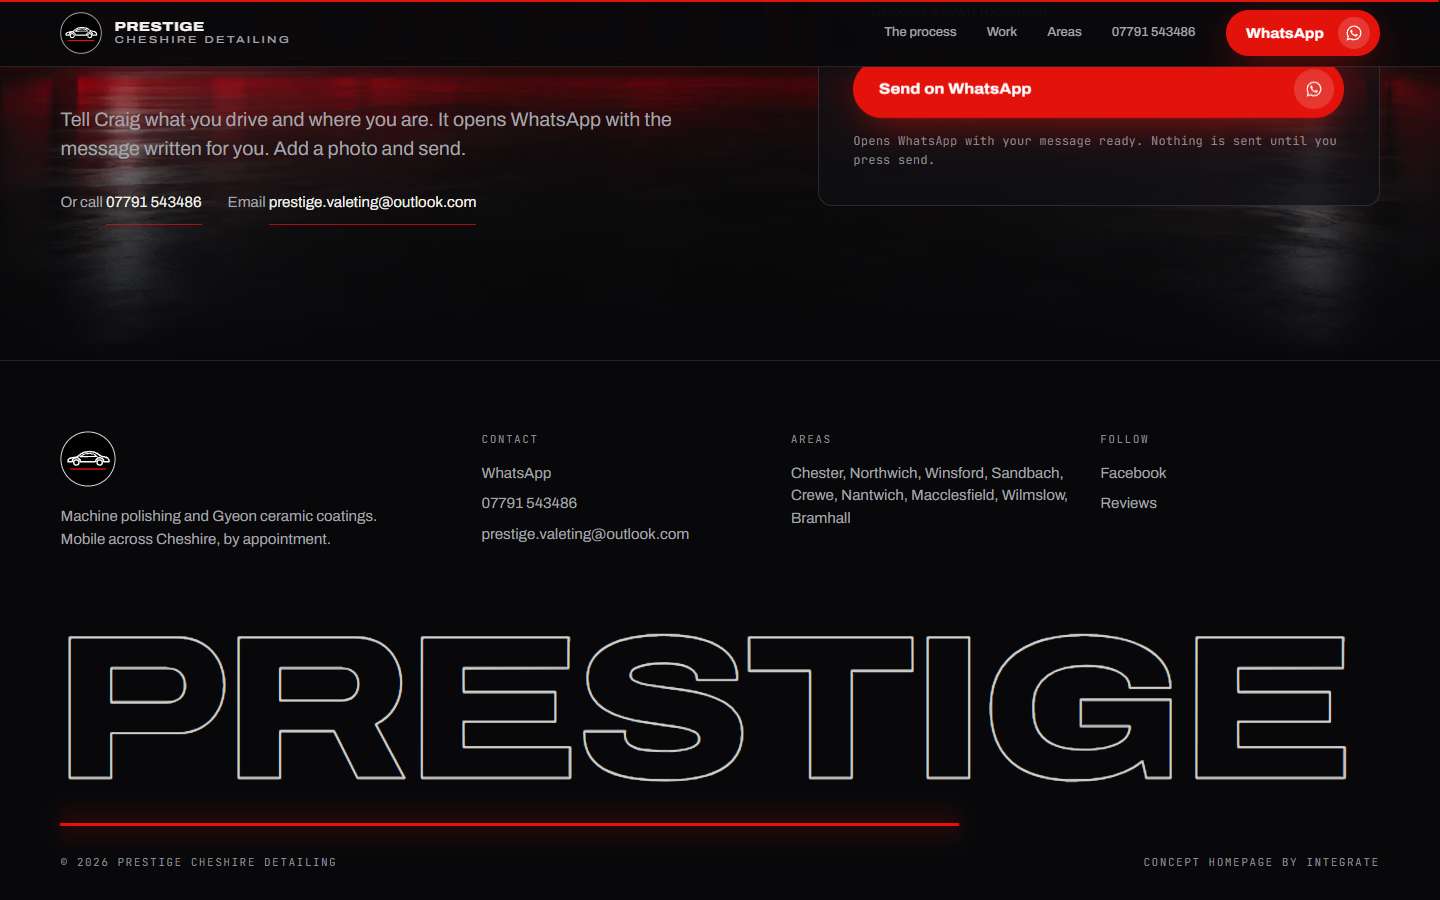 PRESTIGE
CHESHIRE DETAILING
The process
Work
Areas
07791 543486
WhatsApp
Send on WhatsApp
Tell Craig what you drive and where you are. It opens WhatsApp with the
message written for you. Add a photo and send.
Opens WhatsApp with your message ready. Nothing is sent until you
press send.
Or call 07791 543486
Email prestige.valeting@outlook.com
Machine polishing and Gyeon ceramic coatings.
Mobile across Cheshire, by appointment.
CONTACT
WhatsApp
07791 543486
prestige.valeting@outlook.com
AREAS
Chester, Northwich, Winsford, Sandbach,
Crewe, Nantwich, Macclesfield, Wilmslow,
Bramhall
FOLLOW
Facebook
Reviews
PRESTIGE
© 2026 PRESTIGE CHESHIRE DETAILING
CONCEPT HOMEPAGE BY INTEGRATE